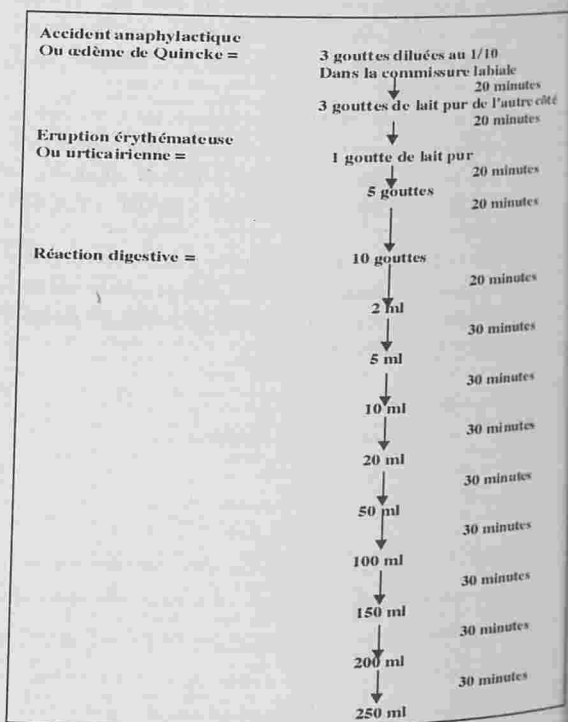 Accident anaphylactique
Ou œdème de Quincke =
3 gouttes diluées au 1/10
Dans la commissure labiale
20 minutes
3 gouttes de lait pur de l'autre côté
20 minutes
Eruption érythémateuse
Ou urticairienne =
1 goutte de lait pur
20 minutes
5 gouttes
20 minutes
Réaction digestive =
10 gouttes
20 minutes
2 ml
30 minutes
5 ml
30 minutes
10 ml
30 minutes
20 ml
30 minutes
50 ml
30 minutes
100 ml
30 minutes
150 ml
30 minutes
200 ml
30 minutes
250 ml